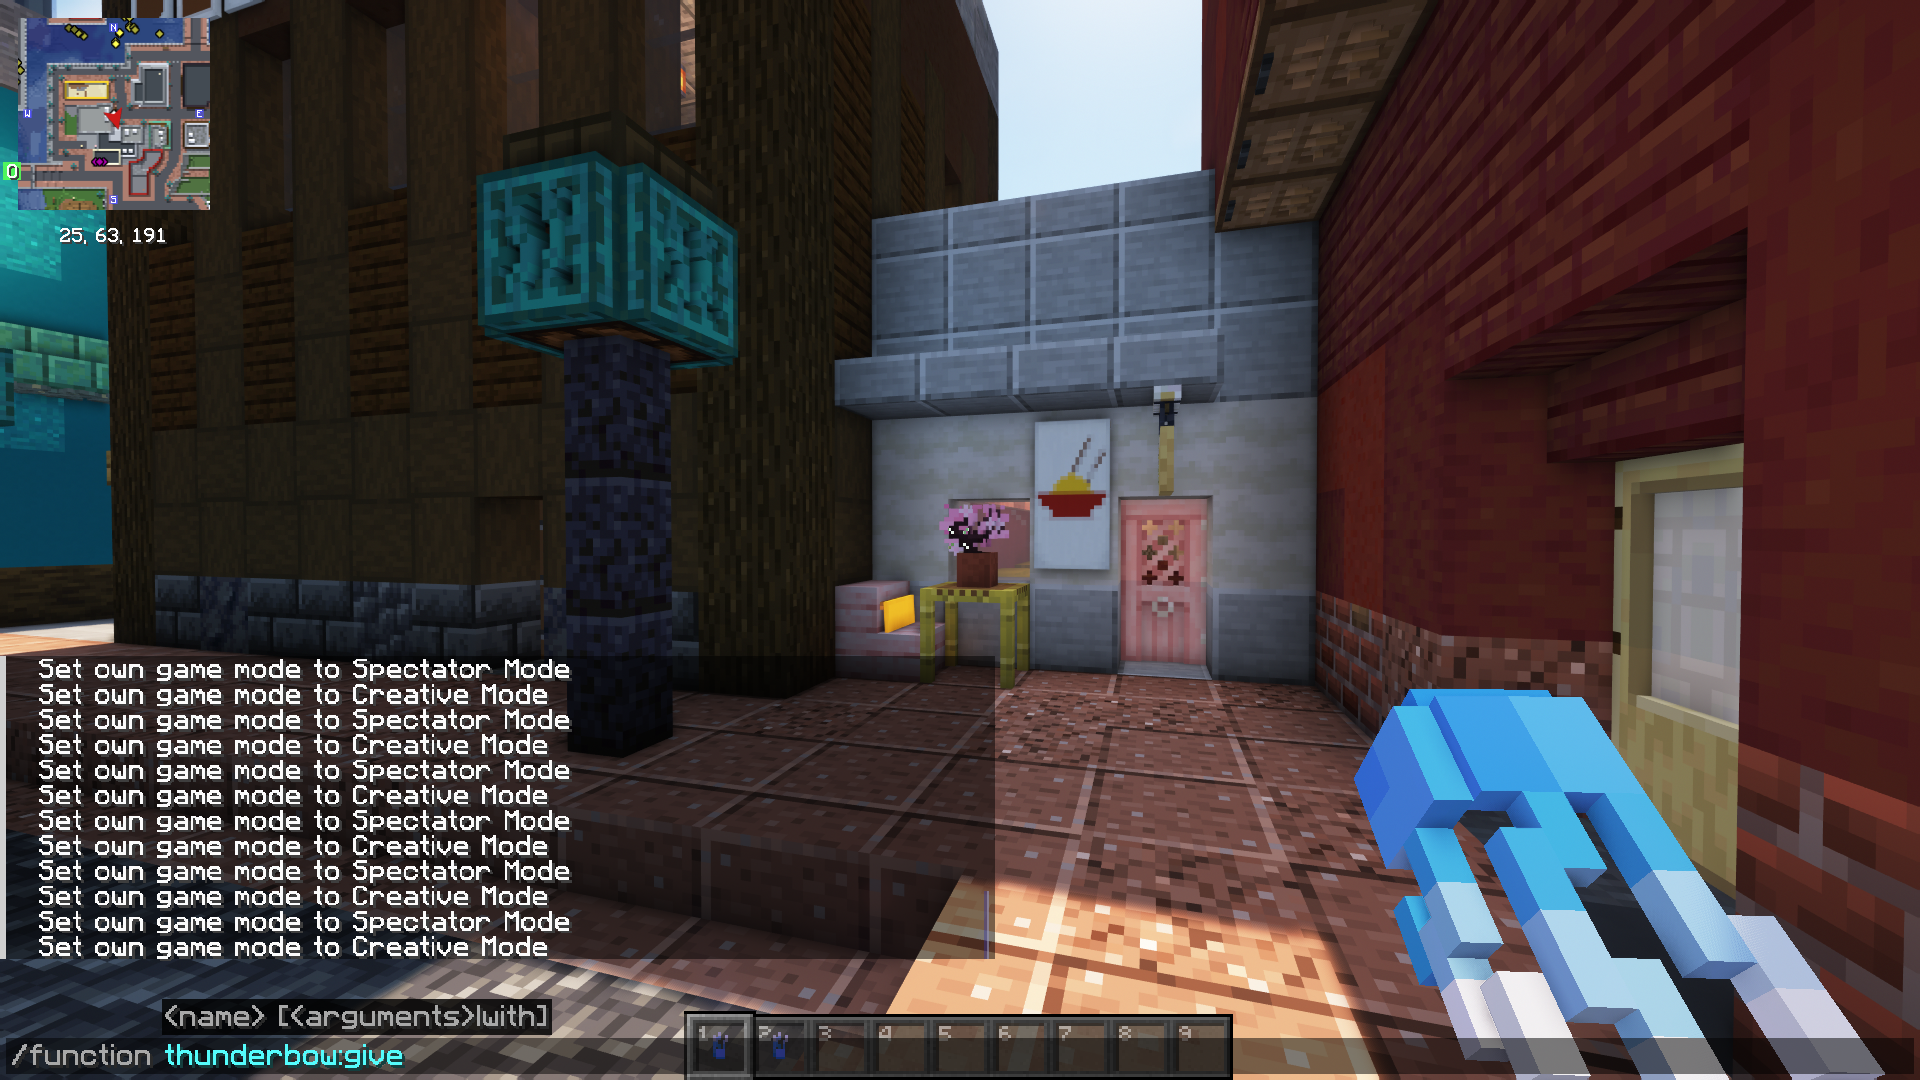 N
W
E
S
0
25, 63, 191
Set own game mode to Spectator Mode
Set own game mode to Creative Mode
Set own game mode to Spectator Mode
Set own game mode to Creative Mode
Set own game mode to Spectator Mode
Set own game mode to Creative Mode
Set own game mode to Spectator Mode
Set own game mode to Creative Mode
Set own game mode to Spectator Mode
Set own game mode to Creative Mode
Set own game mode to Spectator Mode
Set own game mode to Creative Mode
<name> [<arguments>|with]
/function thunderbow:give
1 2 3 4 5 6 7 8 9